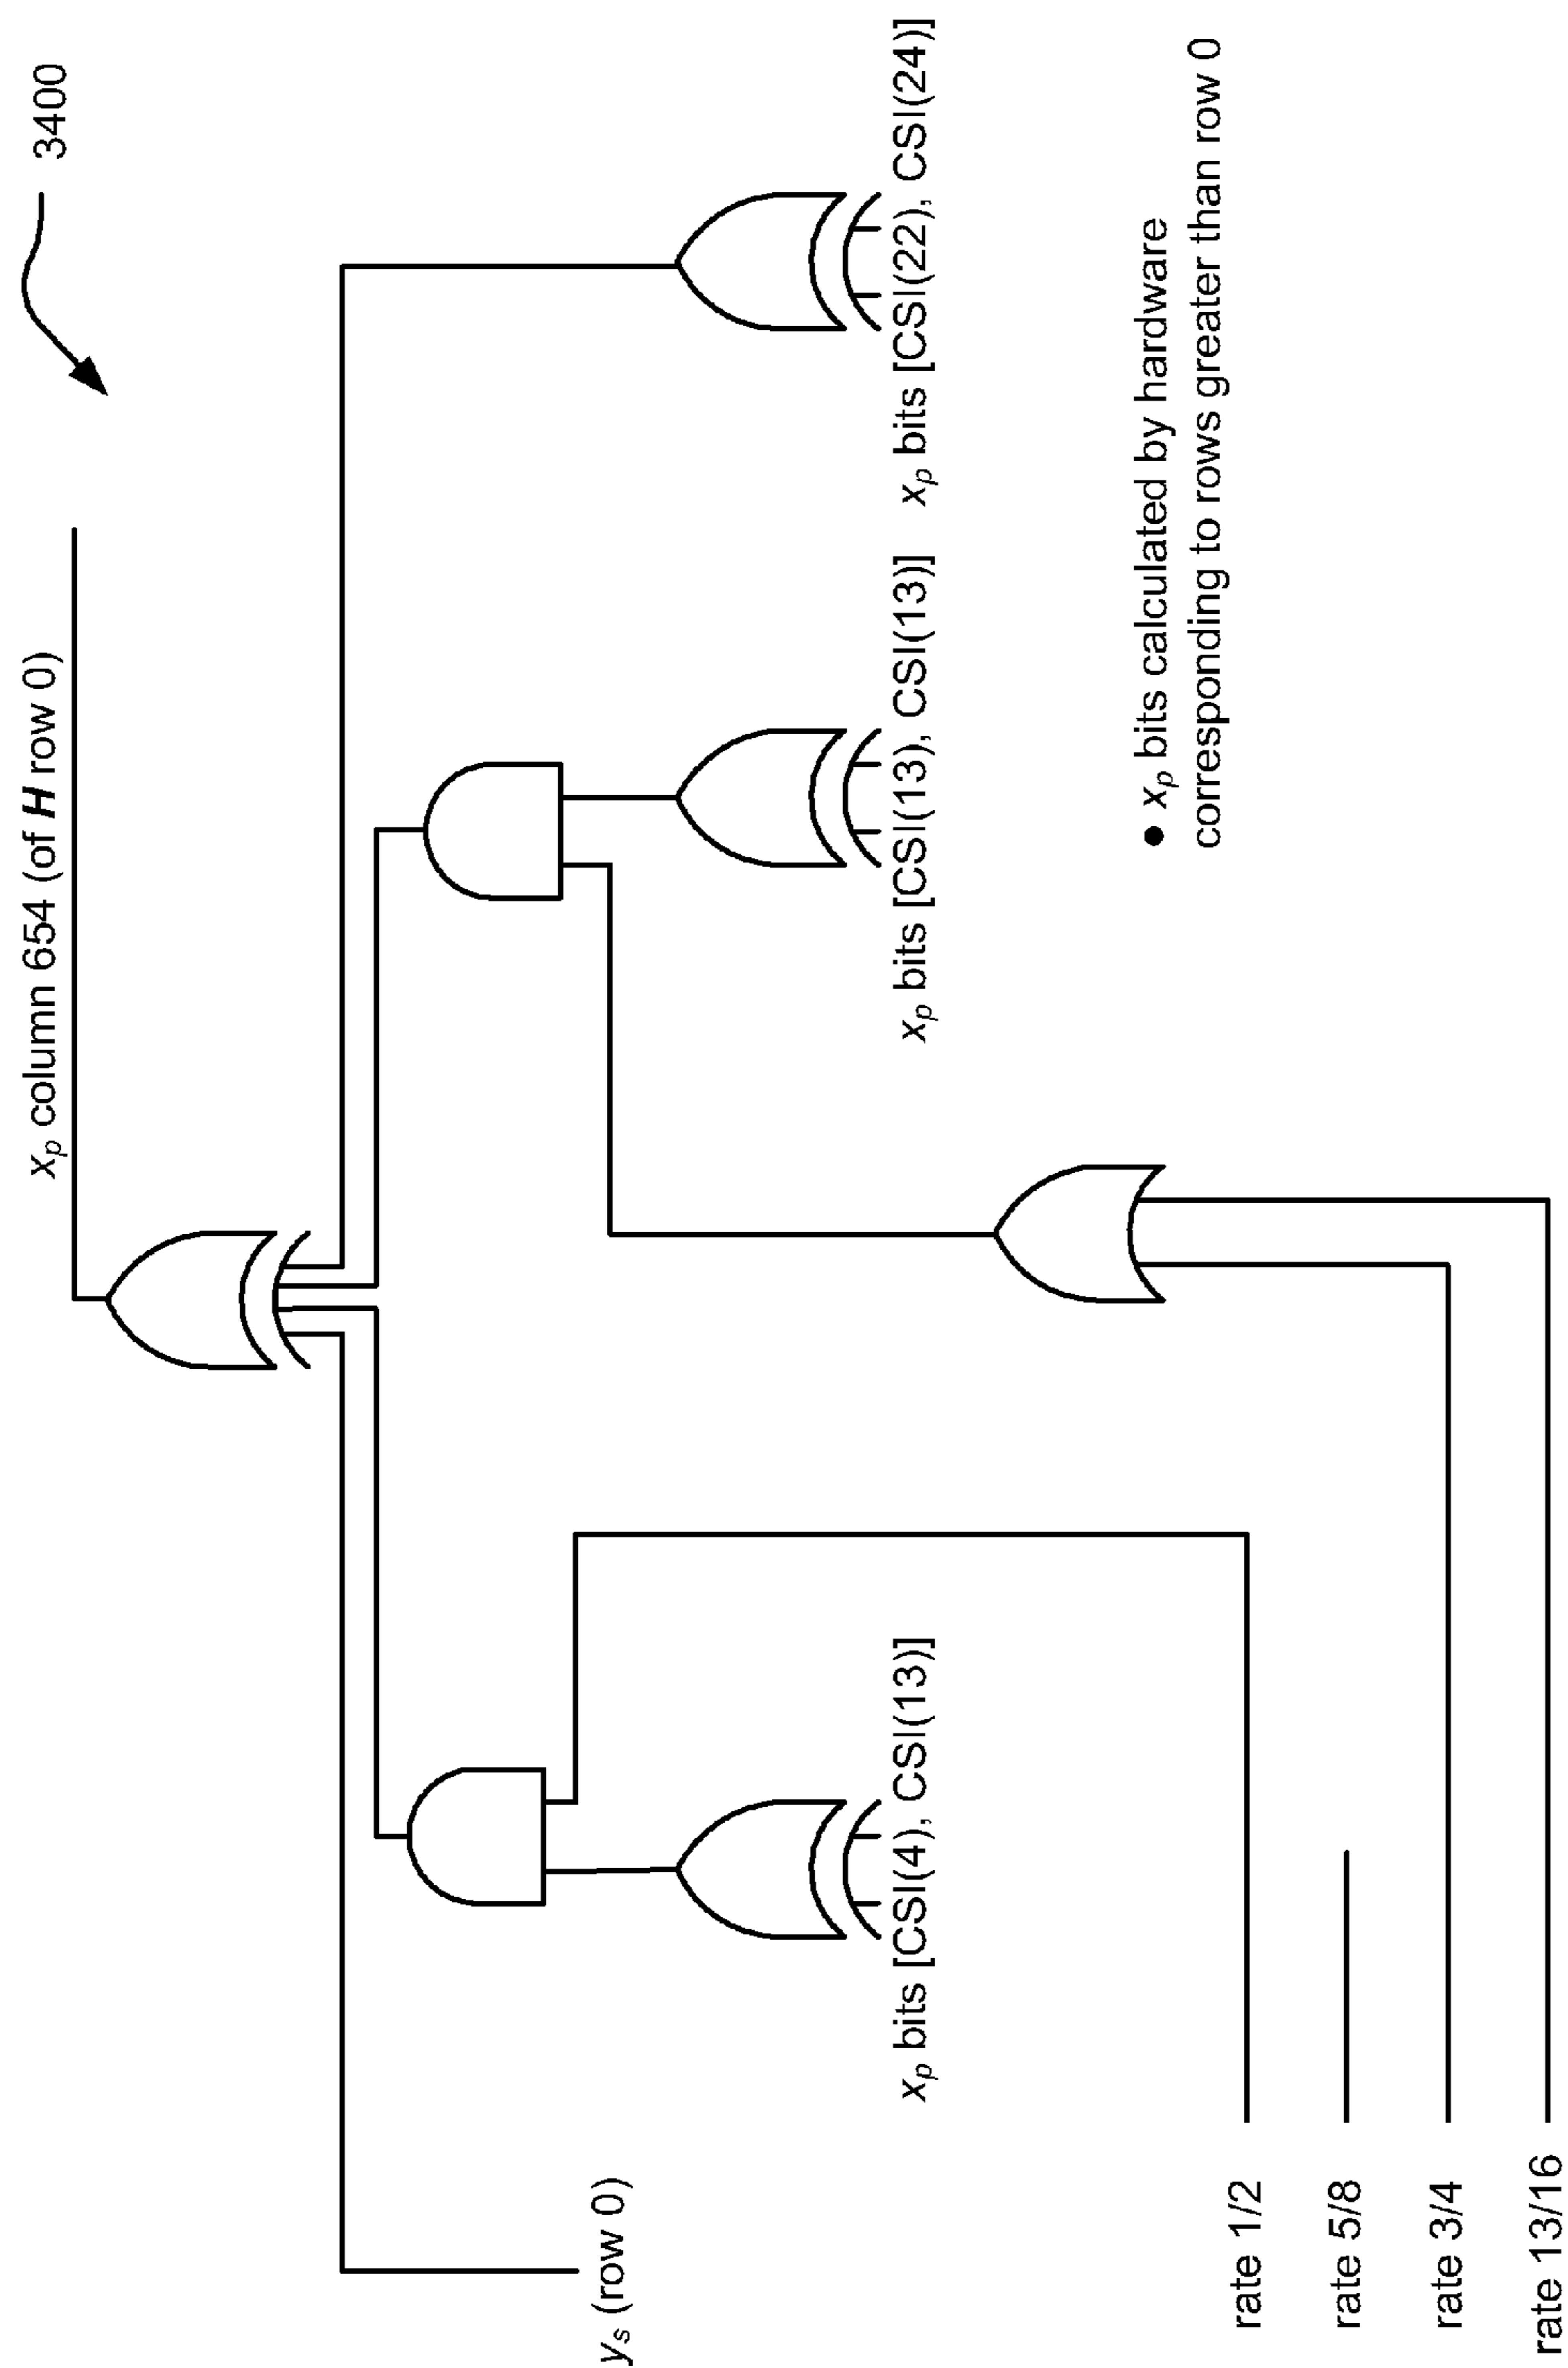 3400
x_p column 654 (of H row 0)
y_s (row 0)
x_p bits [CSI(4), CSI(13)]
x_p bits [CSI(13), CSI(13)]
x_p bits [CSI(22), CSI(24)]
rate 1/2
rate 5/8
rate 3/4
rate 13/16
● x_p bits calculated by hardware
corresponding to rows greater than row 0